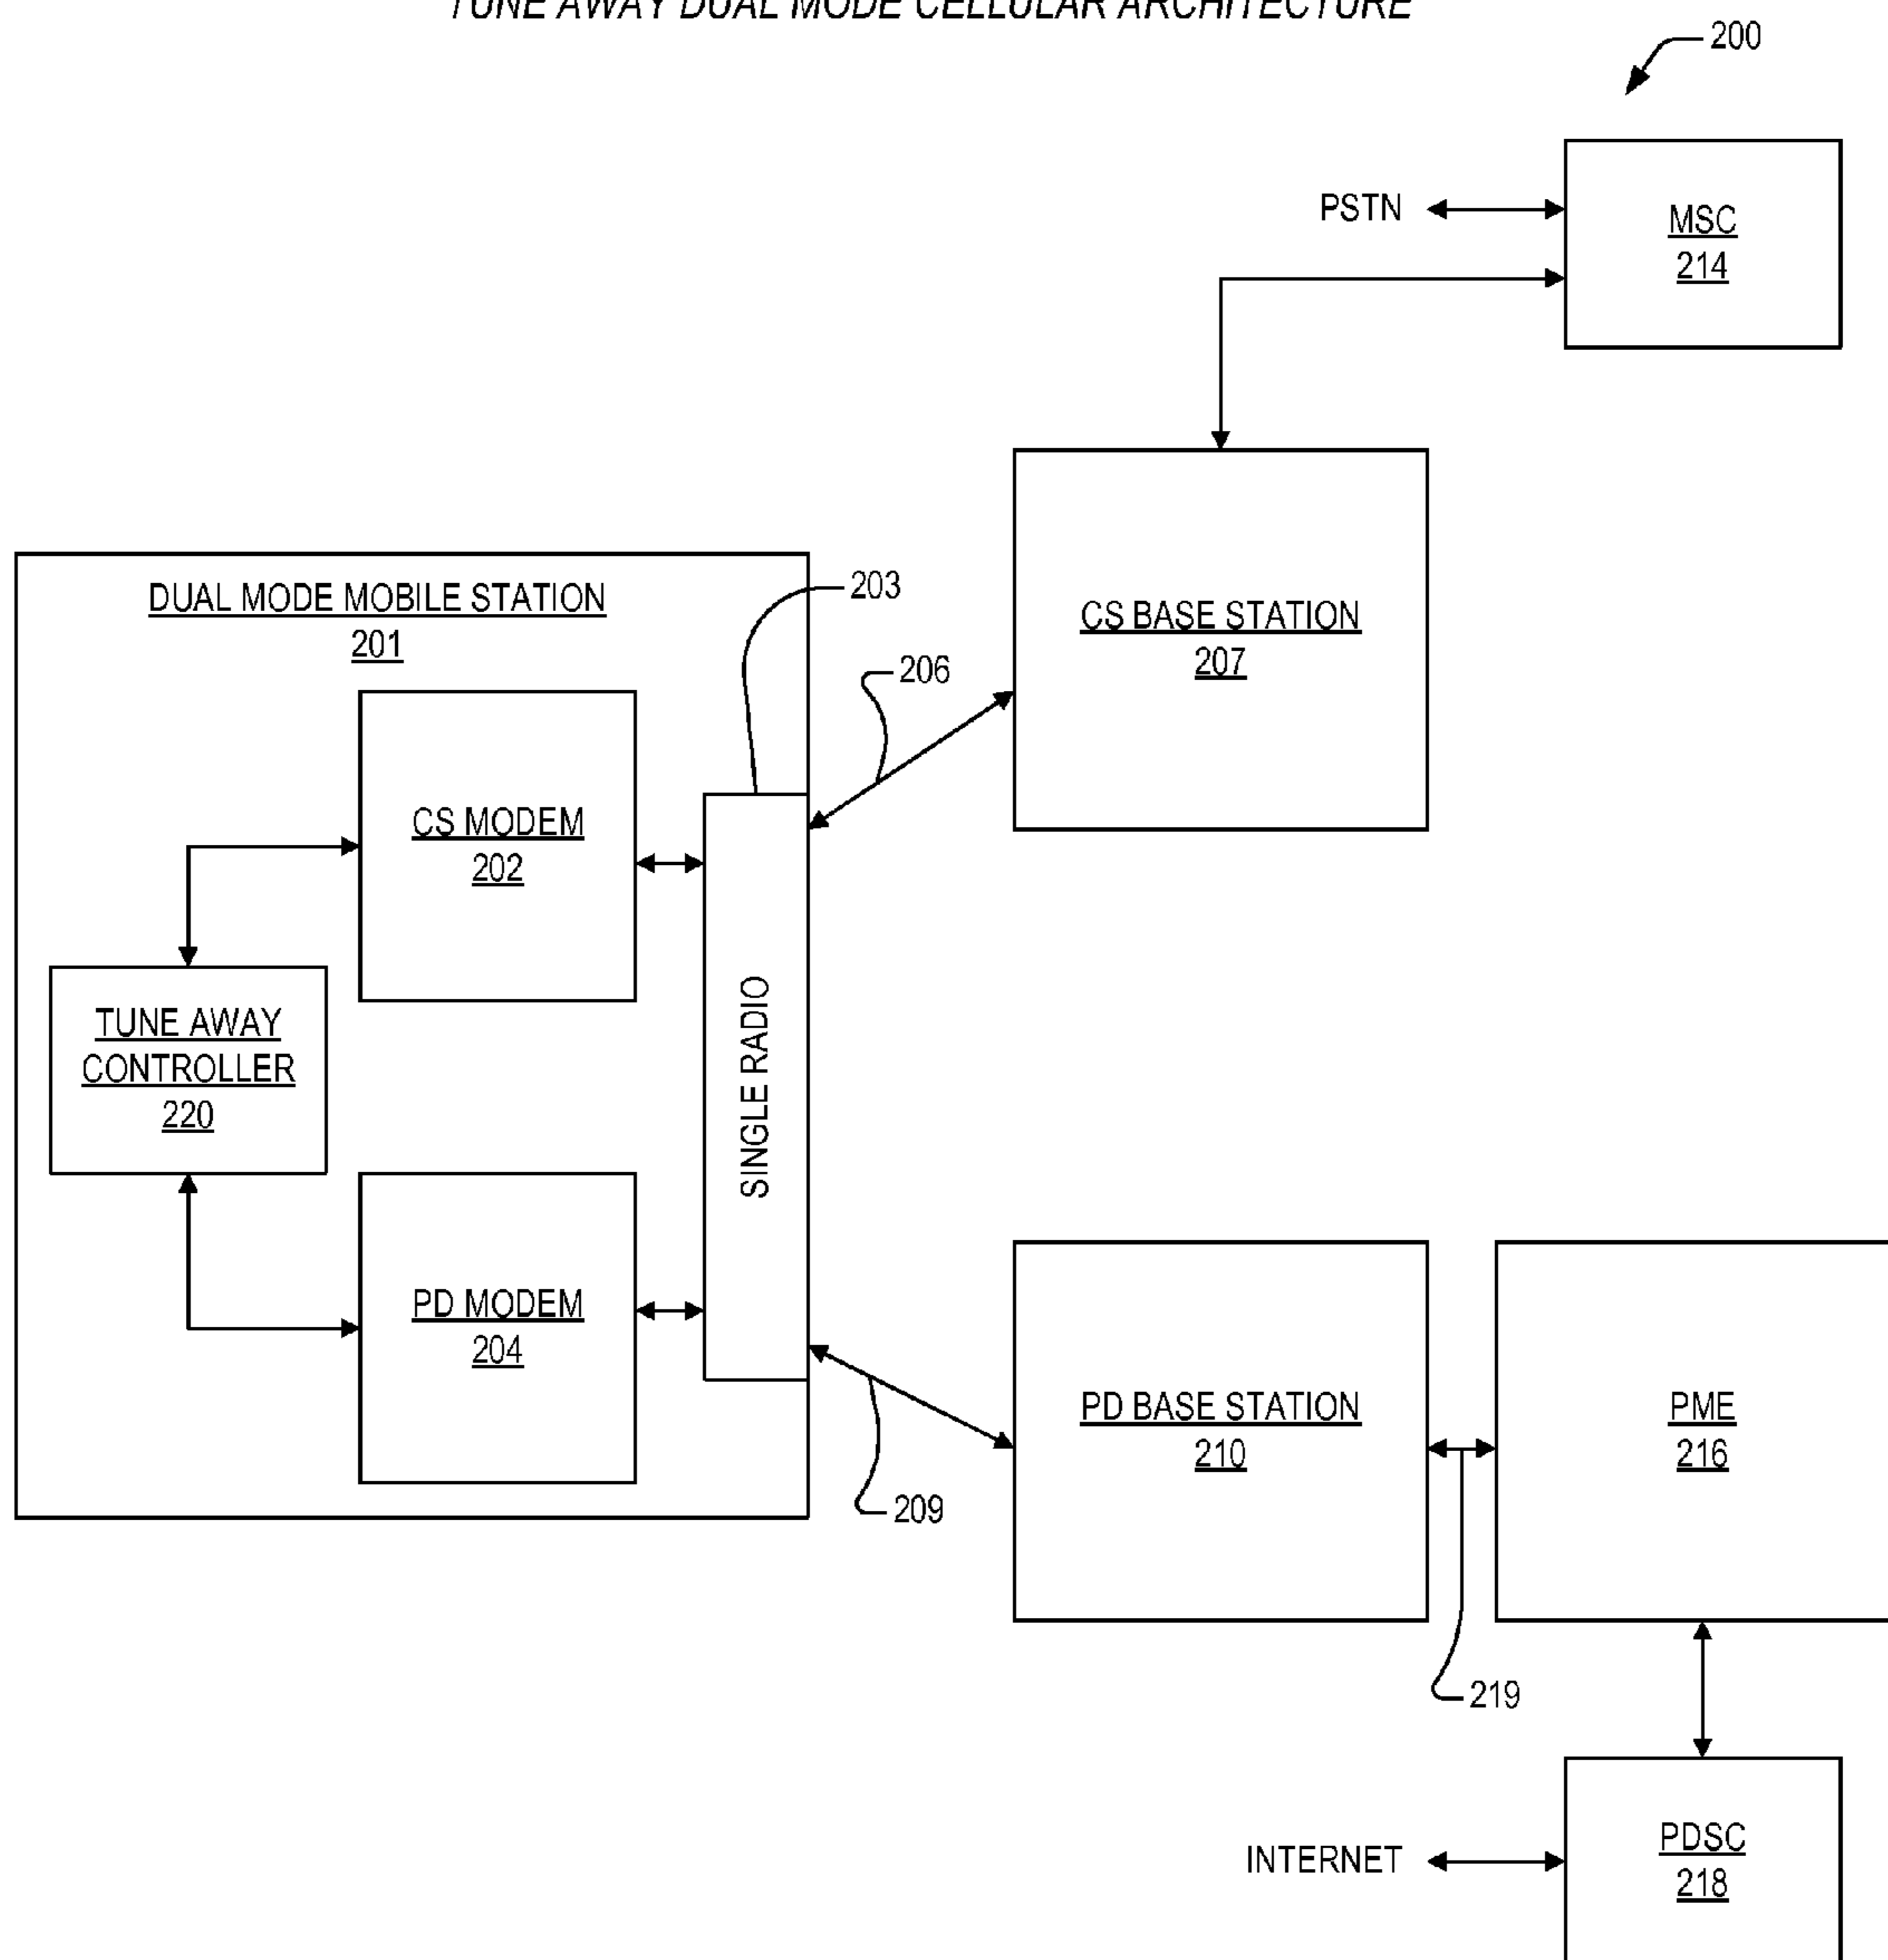 TUNE AWAY DUAL MODE CELLULAR ARCHITECTURE
200
PSTN
MSC
214
DUAL MODE MOBILE STATION
201
203
CS BASE STATION
207
206
CS MODEM
202
TUNE AWAY
CONTROLLER
220
SINGLE RADIO
PD MODEM
204
PD BASE STATION
210
PME
216
209
219
INTERNET
PDSC
218